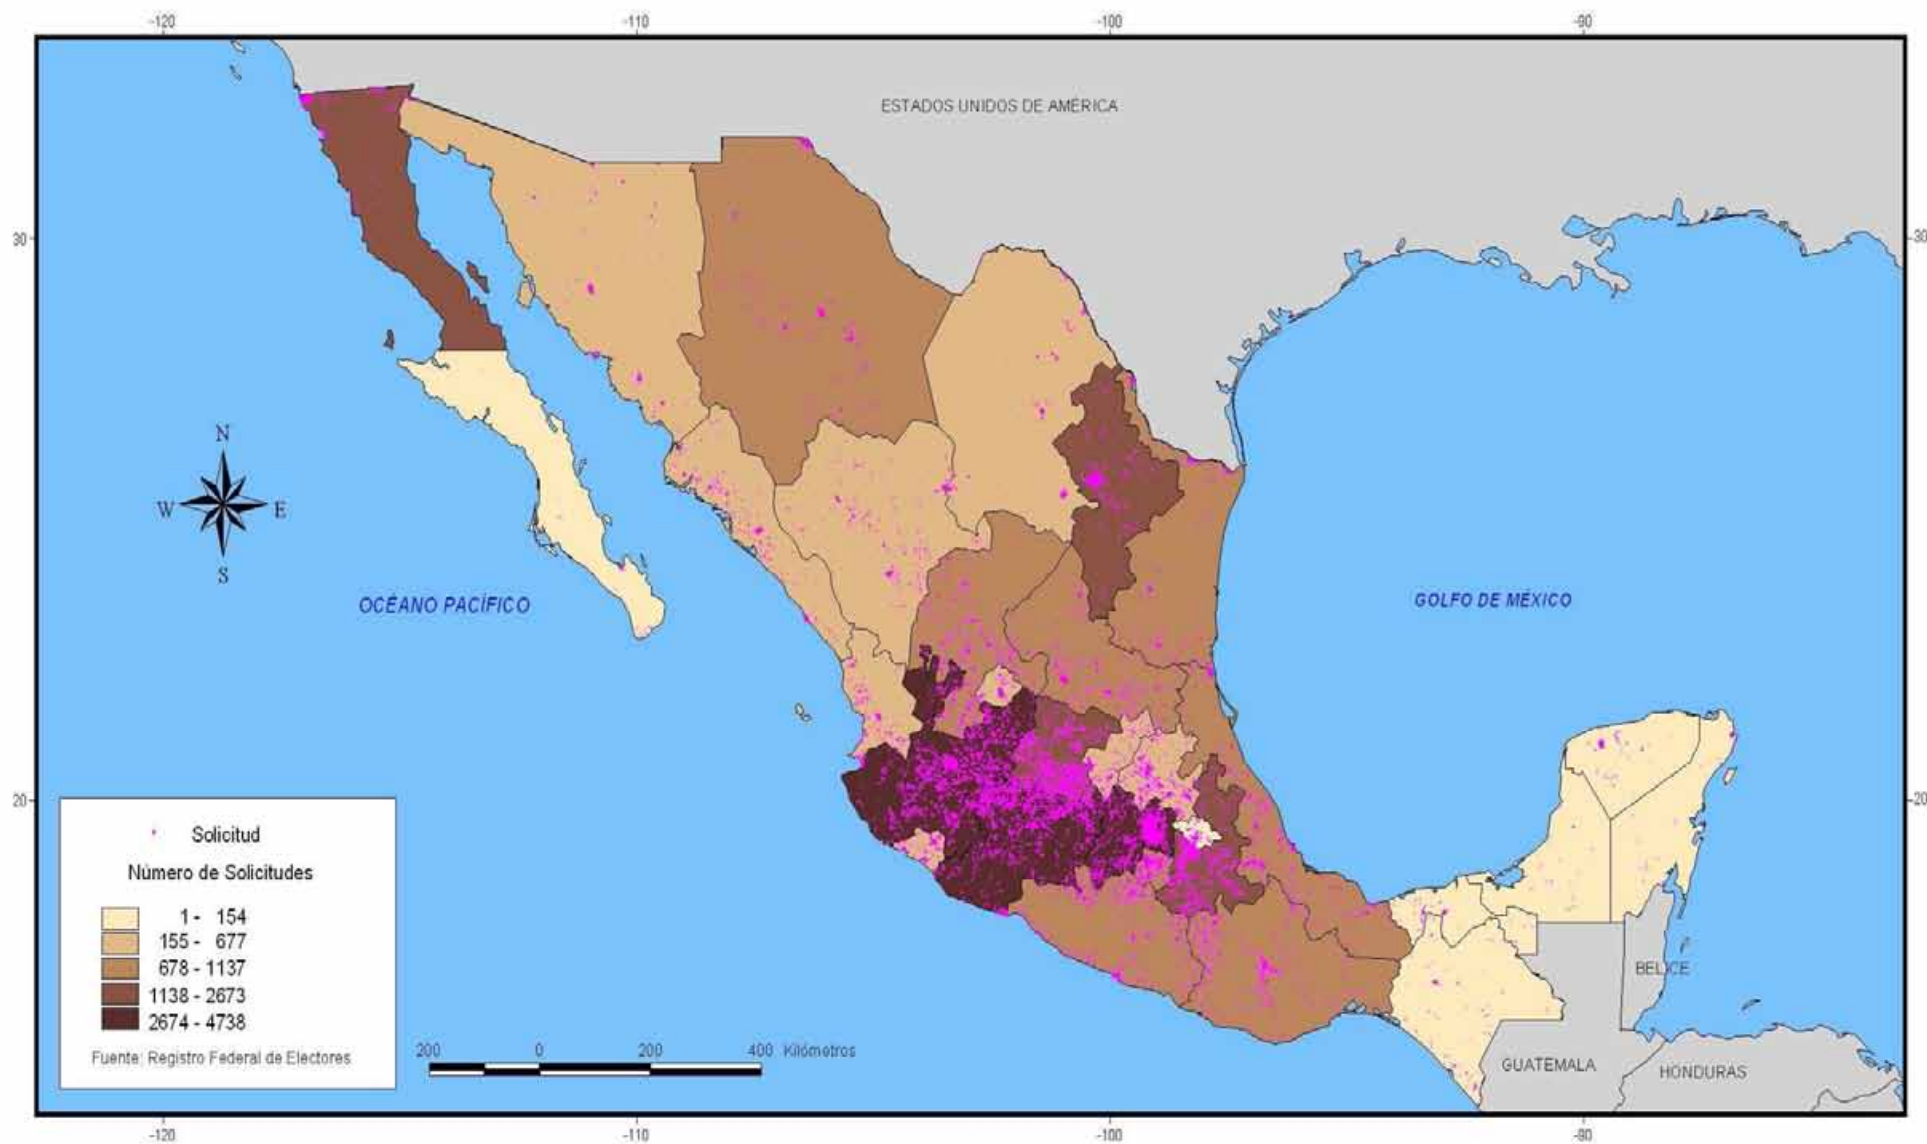 -120 -110 -100 -90
ESTADOS UNIDOS DE AMÉRICA
30 30
N
W E
S
OCÉANO PACÍFICO
GOLFO DE MÉXICO
20 20
Solicitud
Número de Solicitudes
1 - 154
155 - 677
678 - 1137
1138 - 2673
2674 - 4738
Fuente: Registro Federal de Electores
200 0 200 400 Kilómetros
BELICE
GUATEMALA
HONDURAS
-120 -110 -100 -90